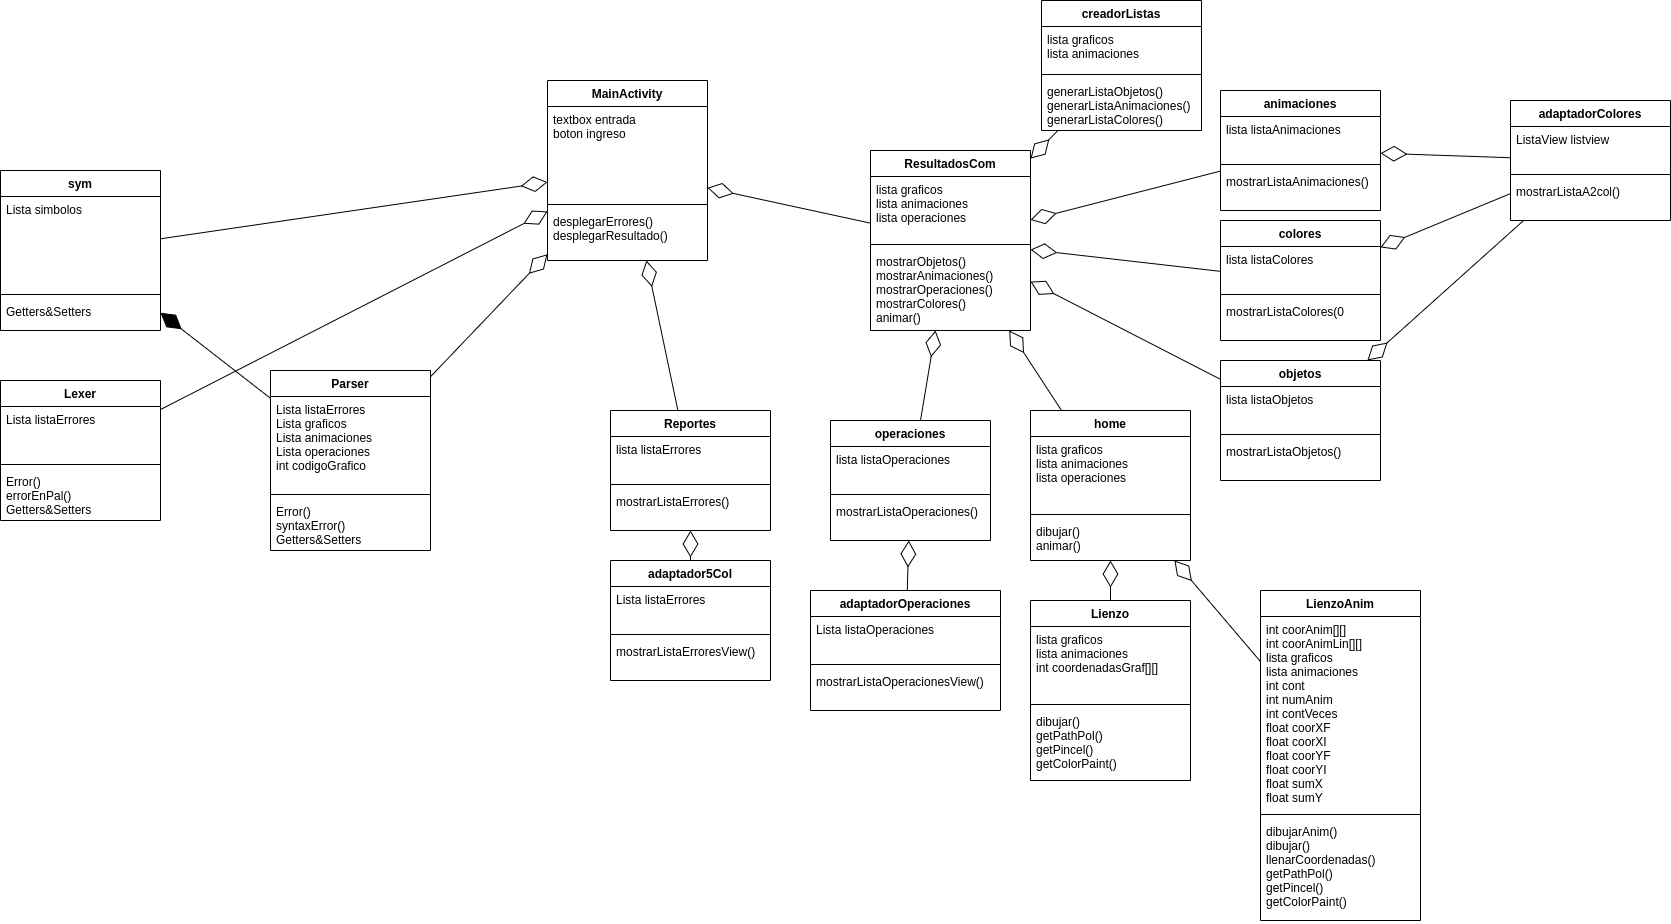 creadorListas
lista graficos
lista animaciones
generarListaObjetos()
generarListaAnimaciones()
generarListaColores()
MainActivity
textbox entrada
boton ingreso
desplegarErrores()
desplegarResultado()
animaciones
lista listaAnimaciones
mostrarListaAnimaciones()
adaptadorColores
ListaView listview
mostrarListaA2col()
ResultadosCom
lista graficos
lista animaciones
lista operaciones
mostrarObjetos()
mostrarAnimaciones()
mostrarOperaciones()
mostrarColores()
animar()
sym
Lista simbolos
Getters&Setters
colores
lista listaColores
mostrarListaColores(0
objetos
lista listaObjetos
mostrarListaObjetos()
Lexer
Lista listaErrores
Error()
errorEnPal()
Getters&Setters
Parser
List listaErrores
Lista graficos
Lista animaciones
Lista operaciones
int codigoGrafico
Error()
syntaxError()
Getters&Setters
Reportes
lista listaErrores
mostrarListaErrores()
operaciones
lista listaOperaciones
mostrarListaOperaciones()
home
lista graficos
lista animaciones
lista operaciones
dibujar()
animar()
adaptador5Col
Lista listaErrores
mostrarListaErroresView()
adaptadorOperaciones
Lista listaOperaciones
mostrarListaOperacionesView()
Lienzo
lista graficos
lista animaciones
int coordenadasGraf[][]
dibujar()
getPathPol()
getPincel()
getColorPaint()
LienzoAnim
int coorAnim[][]
int coorAnimLin[][]
lista graficos
lista animaciones
int cont
int numAnim
int contVeces
float coorXF
float coorXI
float coorYF
float coorYI
float sumX
float sumY
dibujarAnim()
dibujar()
llenarCoordenadas()
getPathPol()
getPincel()
getColorPaint()